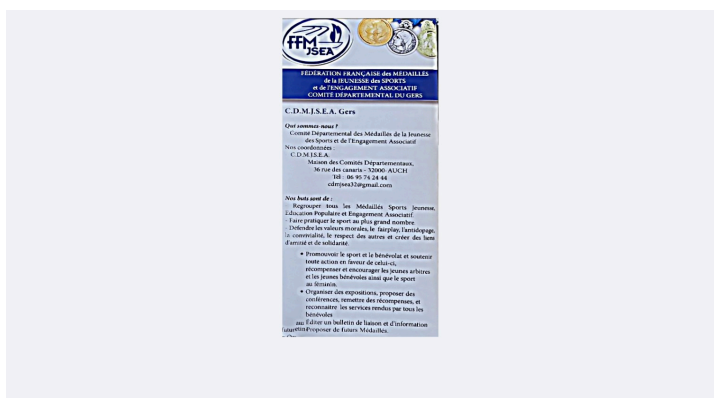 FFM
JSEA
FÉDÉRATION FRANÇAISE des MÉDAILLÉS
de la JEUNESSE des SPORTS
et de l'ENGAGEMENT ASSOCIATIF
COMITÉ DÉPARTEMENTAL DU GERS
C.D.M.J.S.E.A. Gers
Qui sommes-nous ?
Comité Départemental des Médaillés de la Jeunesse
des Sports et de l'Engagement Associatif
Nos coordonnées :
C.D.M.J.S.E.A.
Maison des Comités Départementaux,
36 rue des canaris - 32000- AUCH
Tél : 06 95 74 24 44
cdmjsea32@gmail.com
Nos buts sont de :
- Regrouper tous les Médaillés Sports Jeunesse,
Education Populaire et Engagement Associatif.
- Faire pratiquer le sport au plus grand nombre
- Défendre les valeurs morales, le fairplay, l'antidopage,
la convivialité, le respect des autres et créer des liens
d'amitié et de solidarité.
• Promouvoir le sport et le bénévolat et soutenir
toute action en faveur de celui-ci,
récompenser et encourager les jeunes arbitres
et les jeunes bénévoles ainsi que le sport
au féminin.
• Organiser des expositions, proposer des
conférences, remettre des récompenses, et
reconnaitre les services rendus par tous les
bénévoles
Éditer un bulletin de liaison et d'information
Proposer de futurs Médaillés.